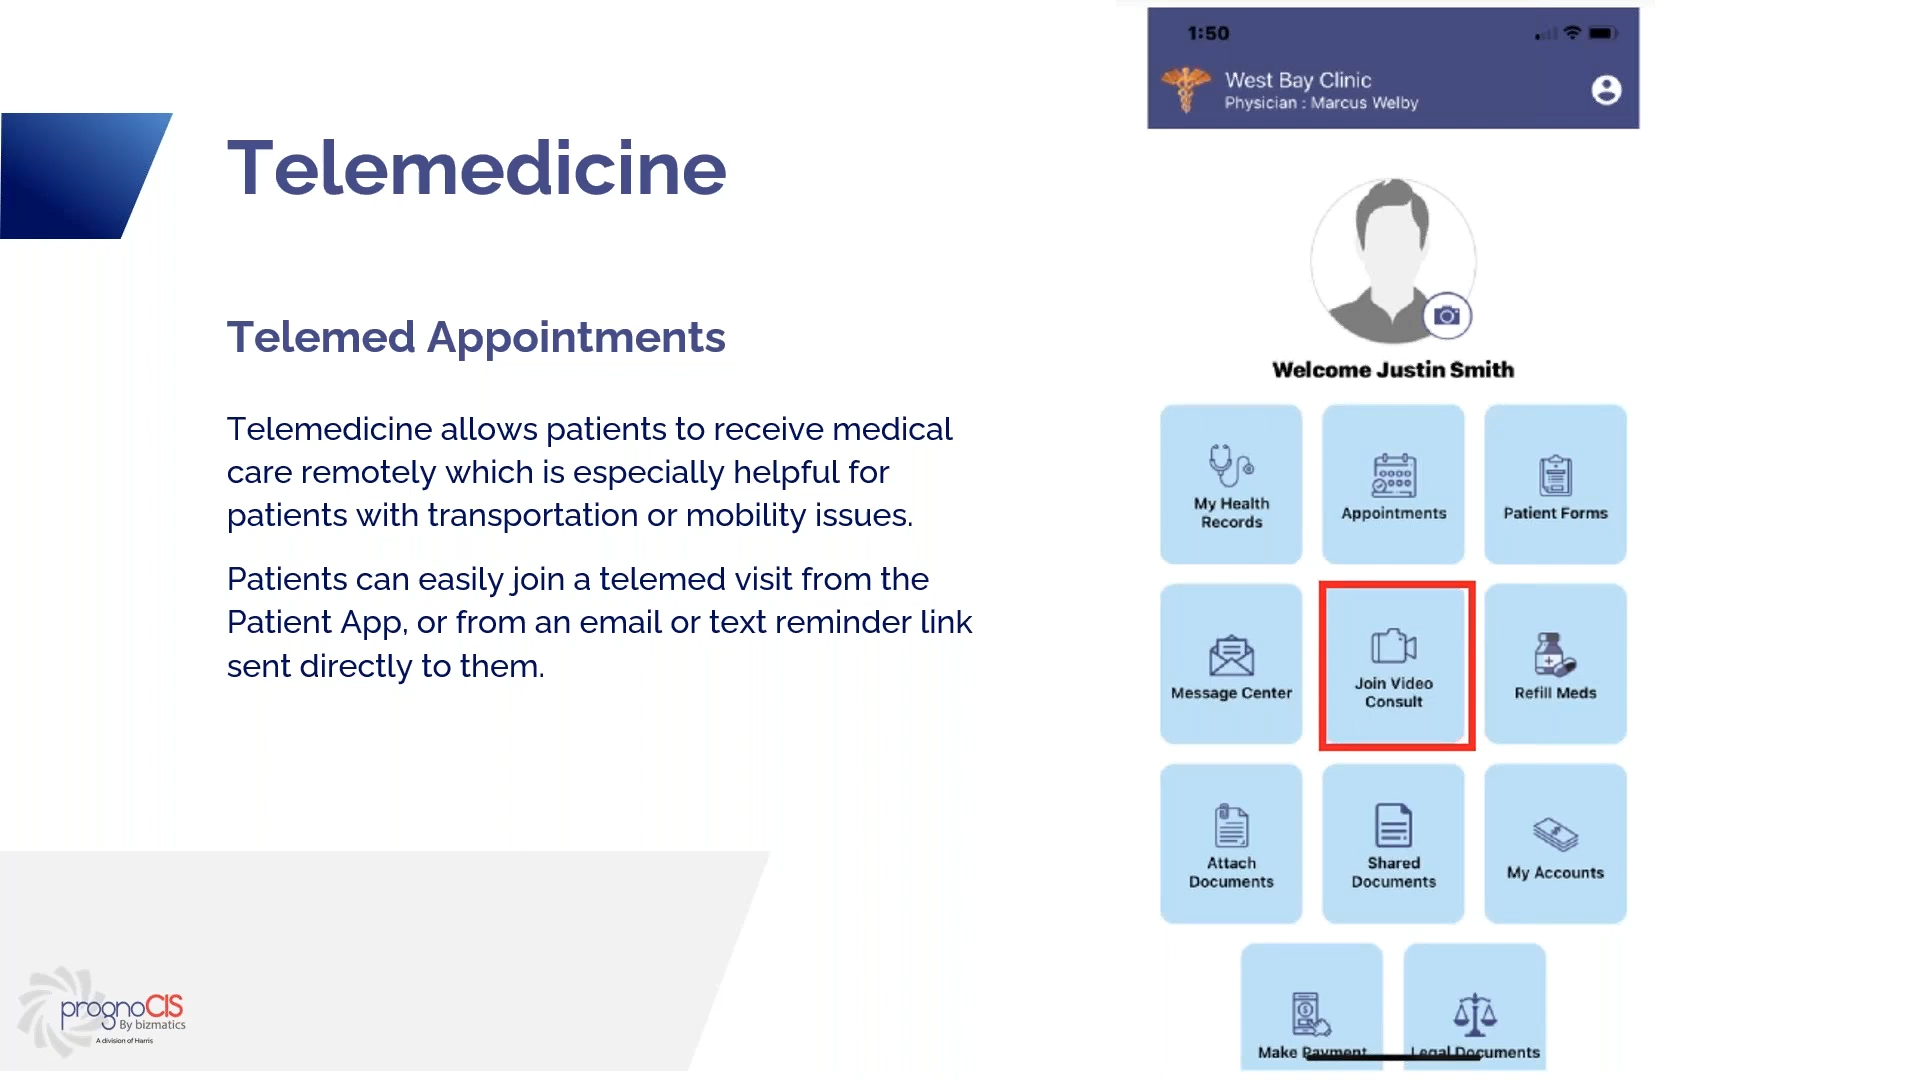 Telemedicine
Telemed Appointments
Telemedicine allows patients to receive medical
care remotely which is especially helpful for
patients with transportation or mobility issues.
Patients can easily join a telemed visit from the
Patient App, or from an email or text reminder link
sent directly to them.
prognoCIS
By bizmatics
A division of Harris
1:50
West Bay Clinic
Physician : Marcus Welby
Welcome Justin Smith
My Health
Records
Appointments
Patient Forms
Message Center
Join Video
Consult
Refill Meds
Attach
Documents
Shared
Documents
My Accounts
Make Payment
Legal Documents